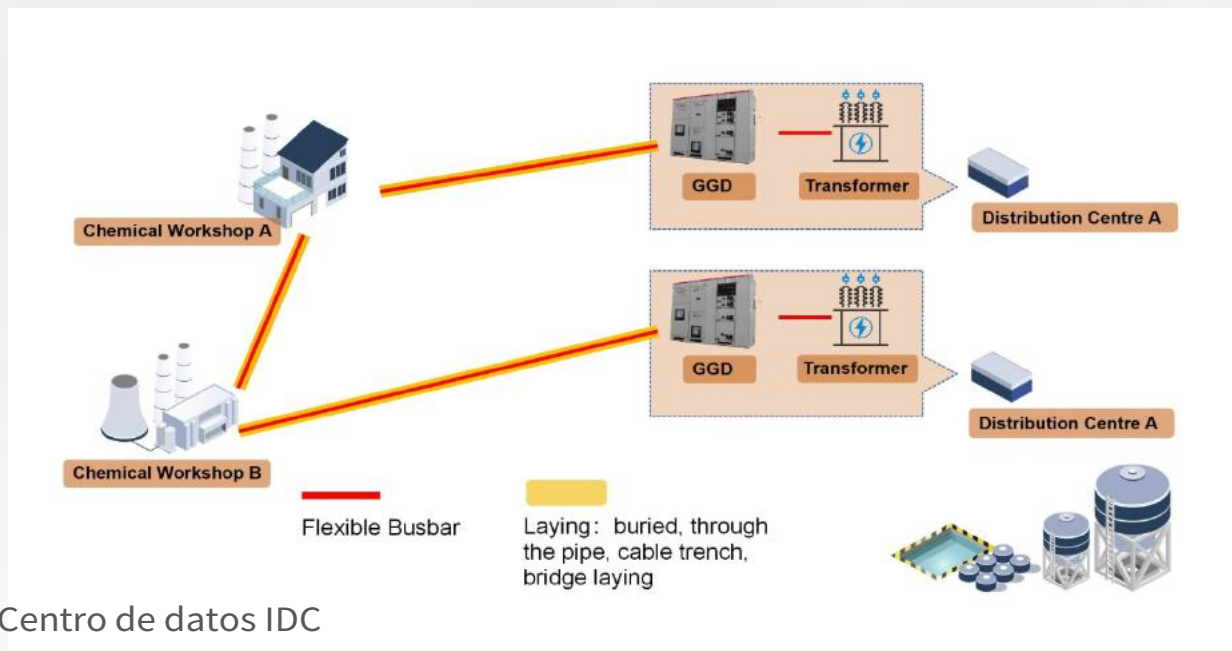 GGD
Transformer
Distribution Centre A
Chemical Workshop A
GGD
Transformer
Distribution Centre A
Chemical Workshop B
Flexible Busbar
Laying: buried, through
the pipe, cable trench,
bridge laying
Centro de datos IDC